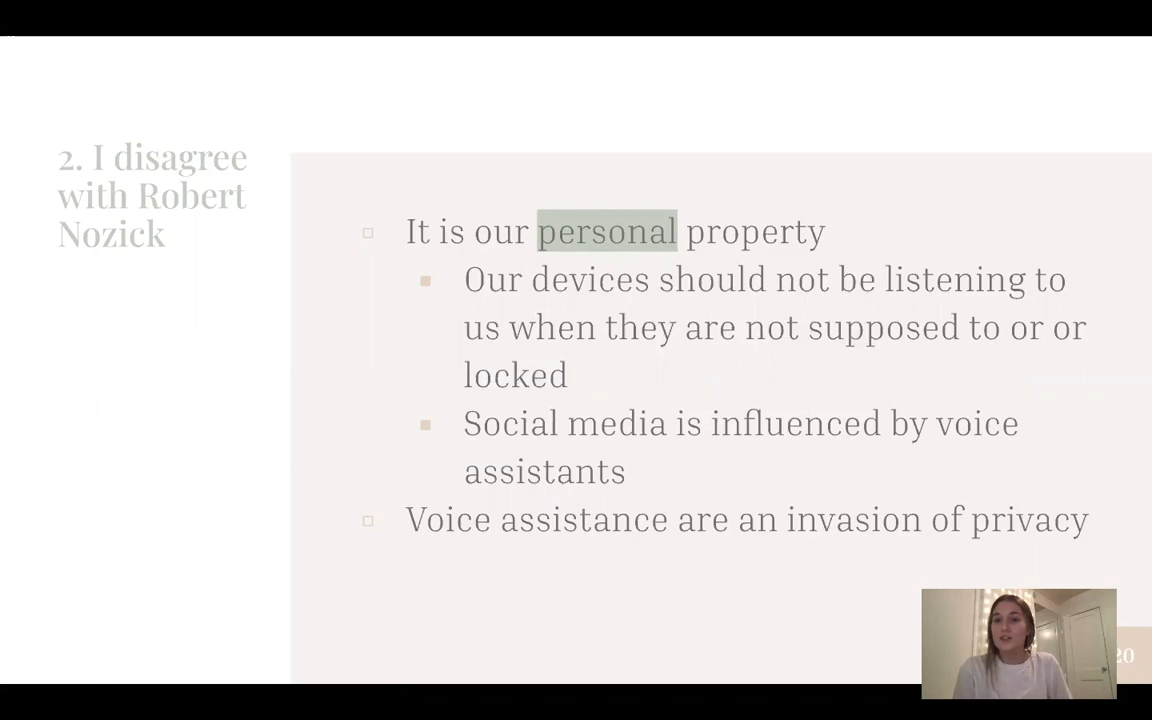 2. I disagree
with Robert
Nozick
It is our personal property
Our devices should not be listening to
us when they are not supposed to or or
locked
Social media is influenced by voice
assistants
Voice assistance are an invasion of privacy
20